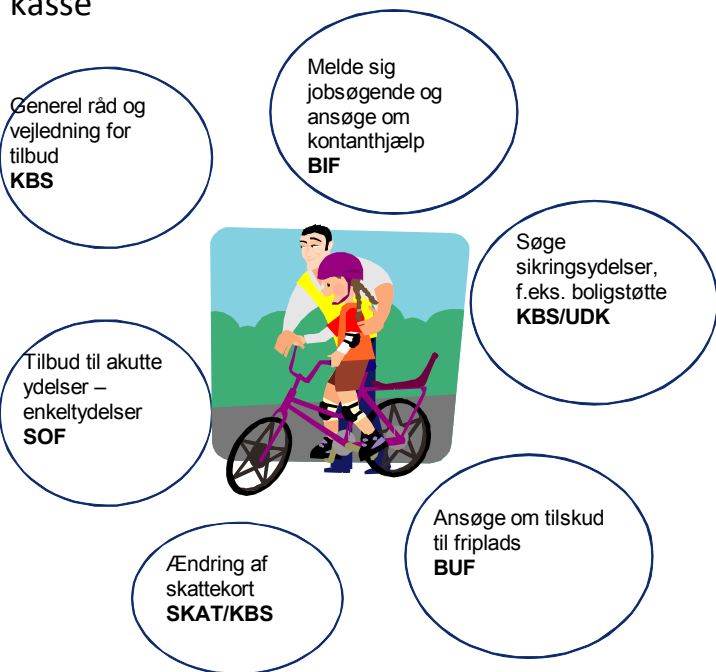 kasse
Melde sig
jobsøgende og
ansøge om
kontanthjælp
BIF
Generel råd og
vejledning for
tilbud
KBS
Søge
sikringsydelser,
f.eks. boligstøtte
KBS/UDK
Tilbud til akutte
ydelser –
enkeltydelser
SOF
Ansøge om tilskud
til friplads
BUF
Ændring af
skattekort
SKAT/KBS